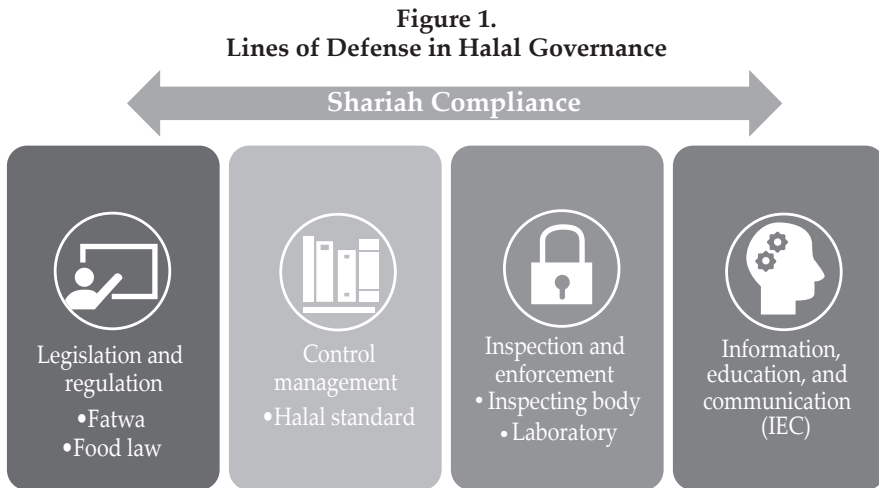 Figure 1.
Lines of Defense in Halal Governance
Shariah Compliance
Legislation and
regulation
•Fatwa
•Food law
Control
management
•Halal standard
Inspection and
enforcement
• Inspecting body
• Laboratory
Information,
education, and
communication
(IEC)